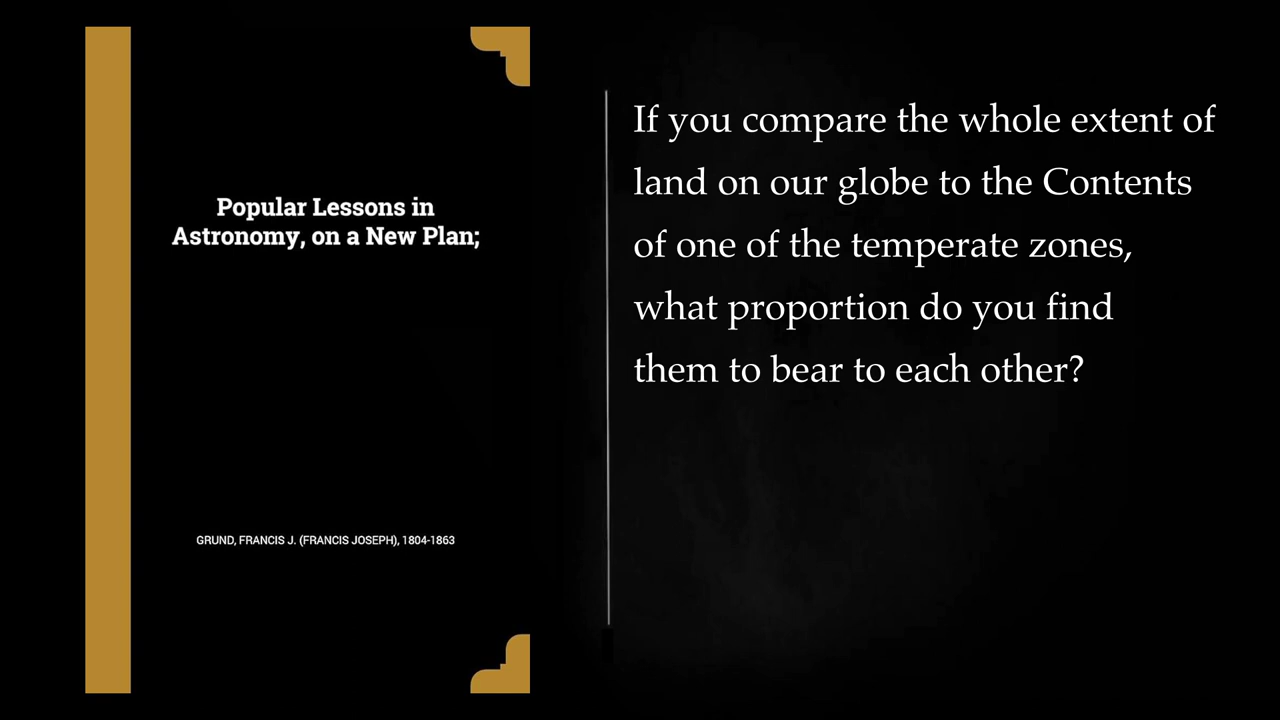 Popular Lessons in
Astronomy, on a New Plan;
GRUND, FRANCIS J. (FRANCIS JOSEPH), 1804-1863
If you compare the whole extent of
land on our globe to the Contents
of one of the temperate zones,
what proportion do you find
them to bear to each other?